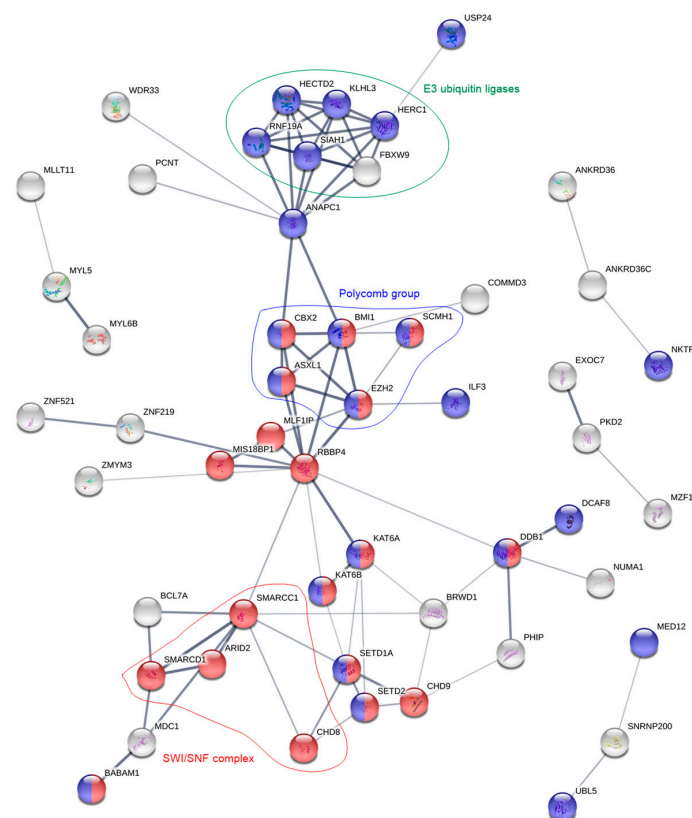 USP24
HECTD2
KLHL3
E3 ubiquitin ligases
WDR33
HERC1
RNF19A
SIAH1
FBXW9
MLLT11
PCNT
ANKRD36
ANAPC1
MYL5
ANKRD36C
COMMD3
Polycomb group
CBX2
BMI1
SCMH1
MYL6B
NKTR
EXOC7
ASXL1
EZH2
ILF3
ZNF521
ZNF219
MLF1IP
PKD2
MIS18BP1
RBBP4
ZMYM3
MZF1
DCAF8
KAT6A
DDB1
KAT6B
NUMA1
BCL7A
SMARCC1
BRWD1
MED12
ARID2
PHIP
SMARCD1
SETD1A
SETD2
CHD9
MDC1
SNRNP200
CHD8
SWI/SNF complex
BABAM1
UBL5